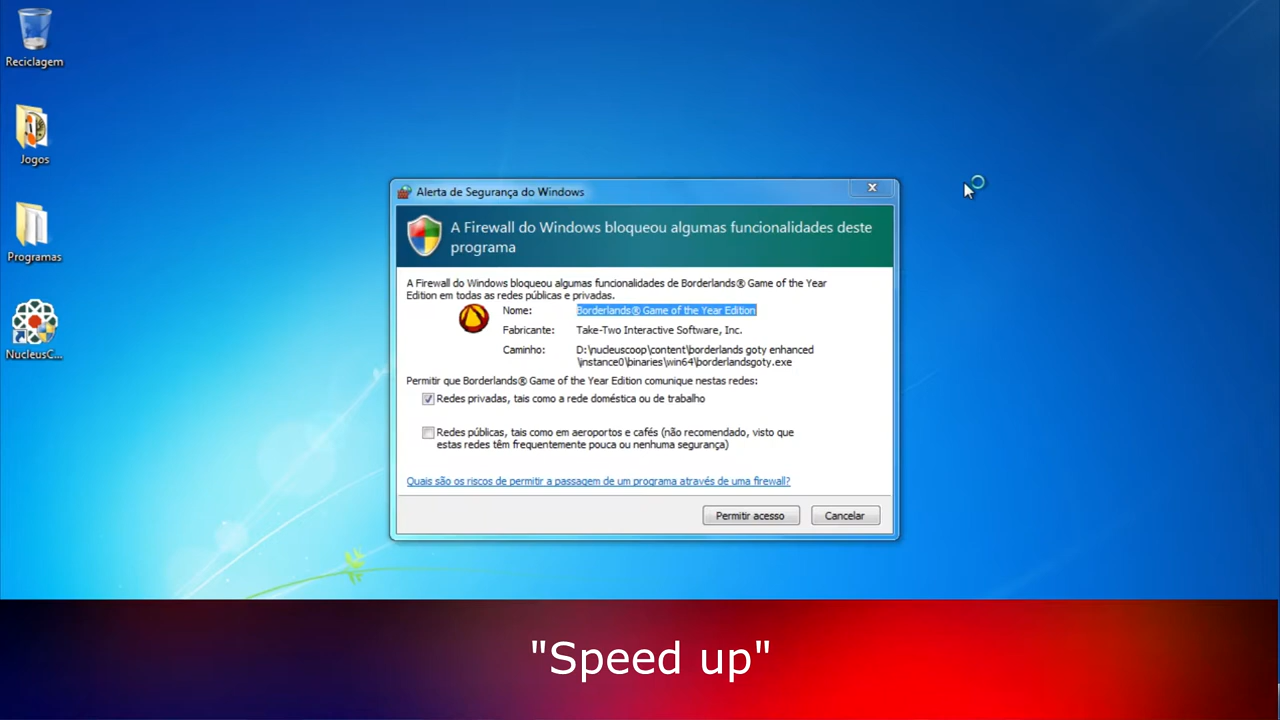 Reciclagem
Jogos
Programas
NucleusC...
Alerta de Segurança do Windows
A Firewall do Windows bloqueou algumas funcionalidades deste
programa
A Firewall do Windows bloqueou algumas funcionalidades de Borderlands® Game of the Year
Edition em todas as redes públicas e privadas.
Nome: Borderlands® Game of the Year Edition
Fabricante: Take-Two Interactive Software, Inc.
Caminho: D:\nucleuscoop\content\borderlands goty enhanced
\instance0\binaries\win64\borderlandsgoty.exe
Permitir que Borderlands® Game of the Year Edition comunique nestas redes:
Redes privadas, tais como a rede doméstica ou de trabalho
Redes públicas, tais como em aeroportos e cafés (não recomendado, visto que
estas redes têm frequentemente pouca ou nenhuma segurança)
Quais são os riscos de permitir a passagem de um programa através de uma firewall?
Permitir acesso Cancelar
"Speed up"